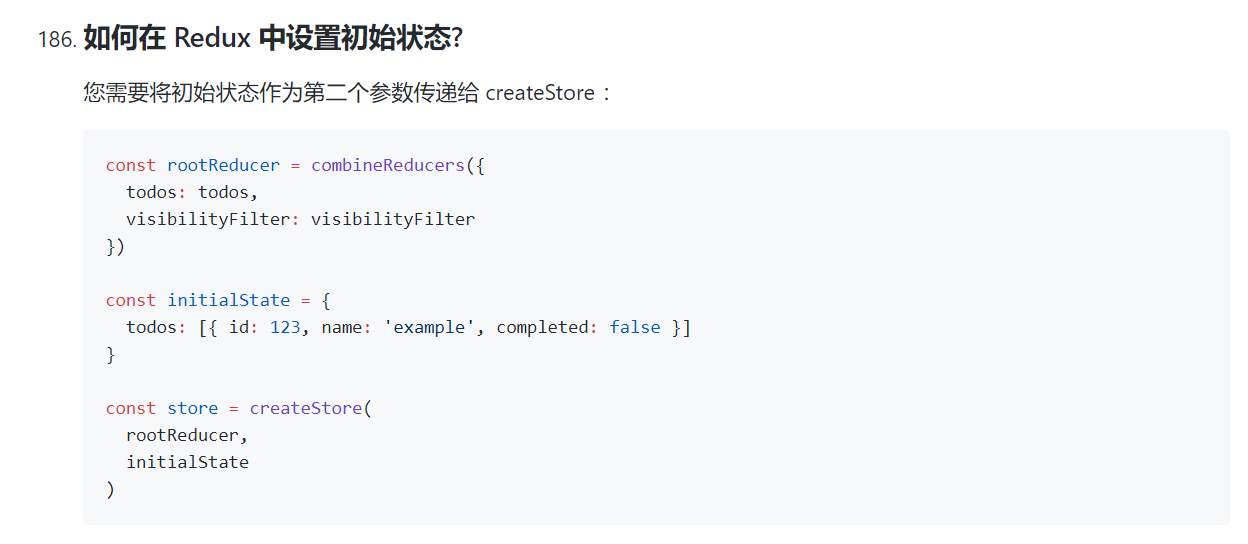 186. 如何在 Redux 中设置初始状态?
您需要将初始状态作为第二个参数传递给 createStore：
const rootReducer = combineReducers({
  todos: todos,
  visibilityFilter: visibilityFilter
})
const initialState = {
  todos: [{ id: 123, name: 'example', completed: false }]
}
const store = createStore(
  rootReducer,
  initialState
)